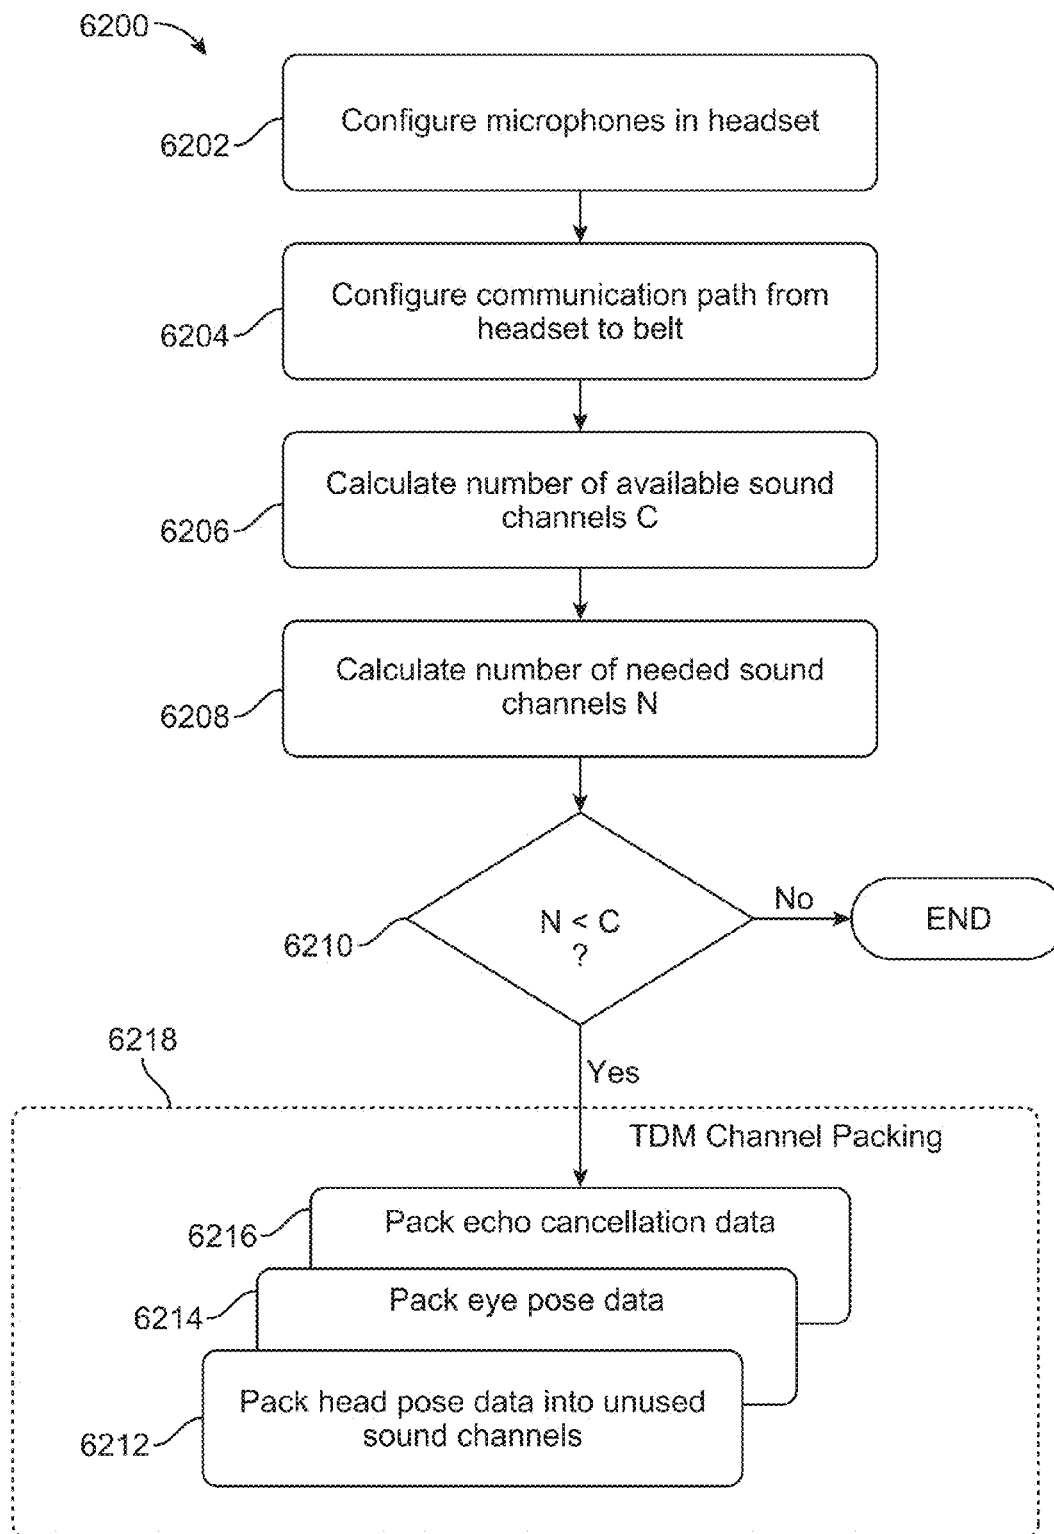 6200
Configure microphones in headset
6202
Configure communication path from
headset to belt
6204
Calculate number of available sound
channels C
6206
Calculate number of needed sound
channels N
6208
N < C
?
6210
No
END
Yes
6218
TDM Channel Packing
Pack echo cancellation data
6216
Pack eye pose data
6214
Pack head pose data into unused
sound channels
6212